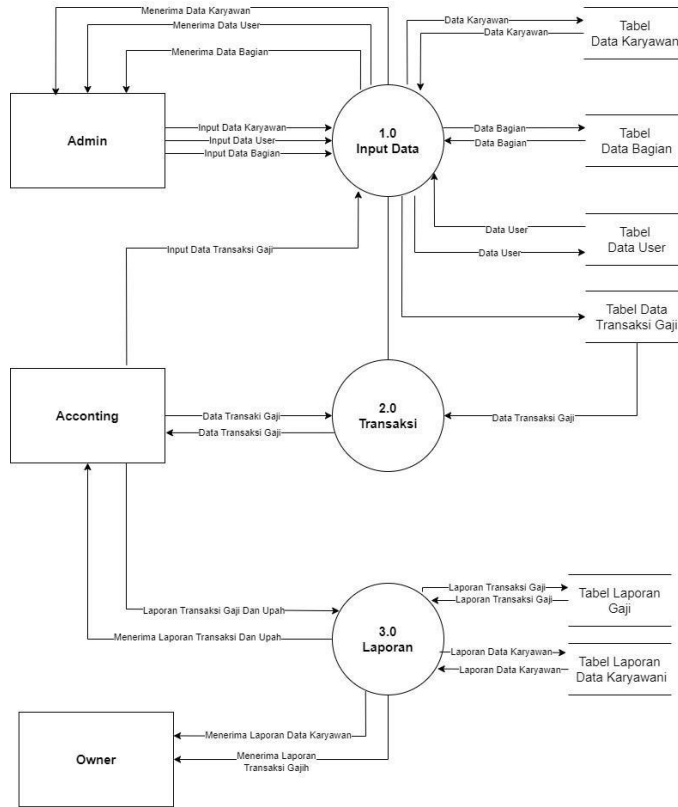 Menerima Data Karyawan
Menerima Data User
Menerima Data Bagian
Data Karyawan
Data Karyawan
Tabel
Data Karyawan
Admin
Input Data Karyawan
Input Data User
Input Data Bagian
1.0
Input Data
Data Bagian
Data Bagian
Tabel
Data Bagian
Data User
Data User
Tabel
Data User
Input Data Transaksi Gaji
Tabel Data
Transaksi Gaji
Acconting
Data Transaki Gaji
Data Transaksi Gaji
2.0
Transaksi
Data Transaksi Gaji
Laporan Transaksi Gaji Dan Upah
Menerima Laporan Transaksi Dan Upah
3.0
Laporan
Laporan Transaksi Gaji
Laporan Transaksi Gaji
Tabel Laporan
Gaji
Laporan Data Karyawan
Laporan Data Karyawan
Tabel Laporan
Data Karyawani
Owner
Menerima Laporan Data Karyawan
Menerima Laporan
Transaksi Gajih